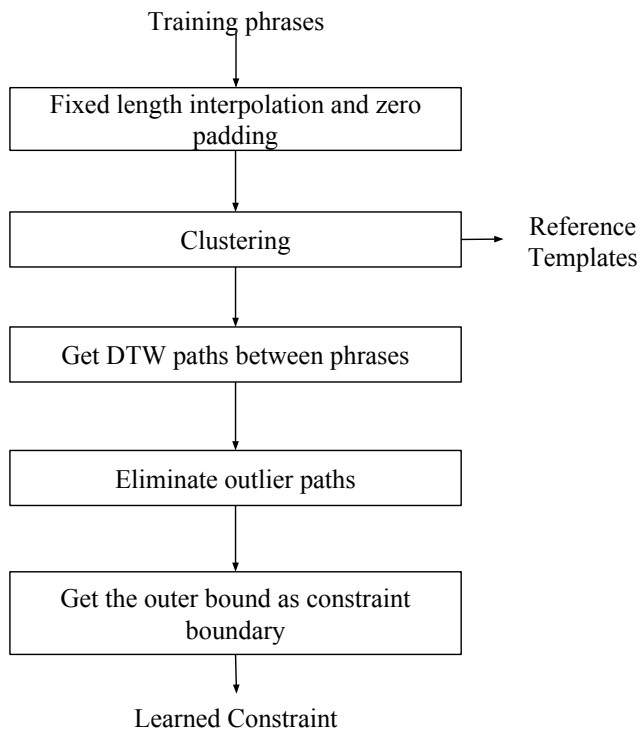 Training phrases
Fixed length interpolation and zero
padding
Clustering
Reference
Templates
Get DTW paths between phrases
Eliminate outlier paths
Get the outer bound as constraint
boundary
Learned Constraint